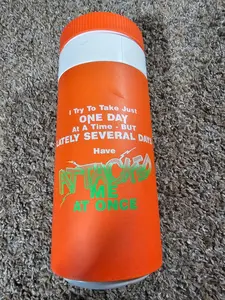 I Try To Take Just
ONE DAY
At A Time - BUT
LATELY SEVERAL DAYS
Have
ATTACKED
ME
AT ONCE